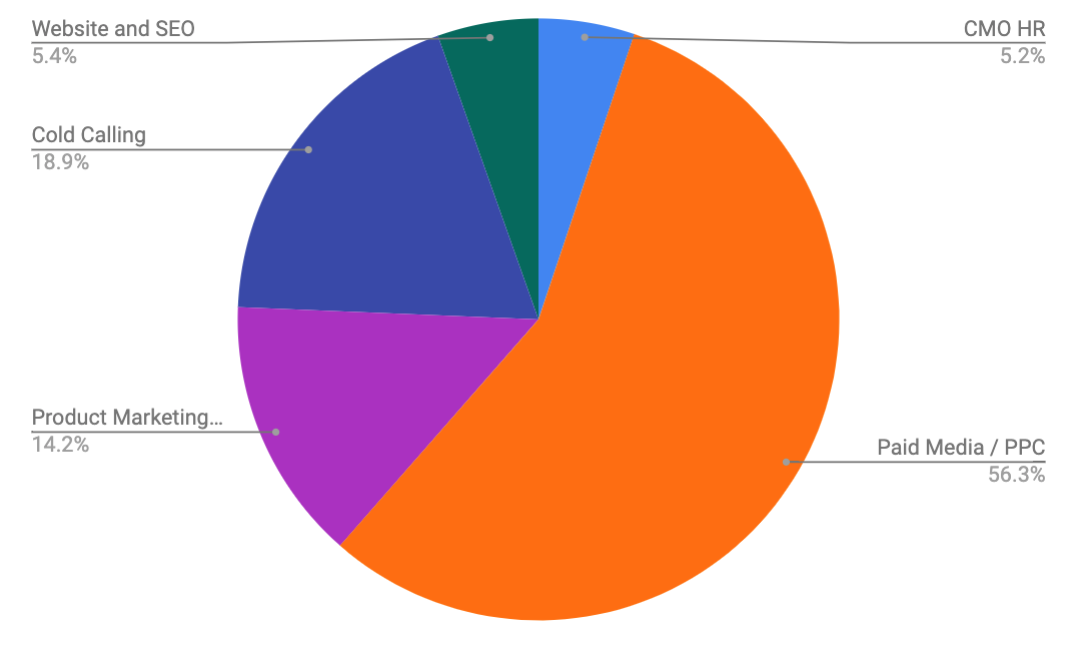 Website and SEO
5.4%
CMO HR
5.2%
Cold Calling
18.9%
Product Marketing...
14.2%
Paid Media / PPC
56.3%